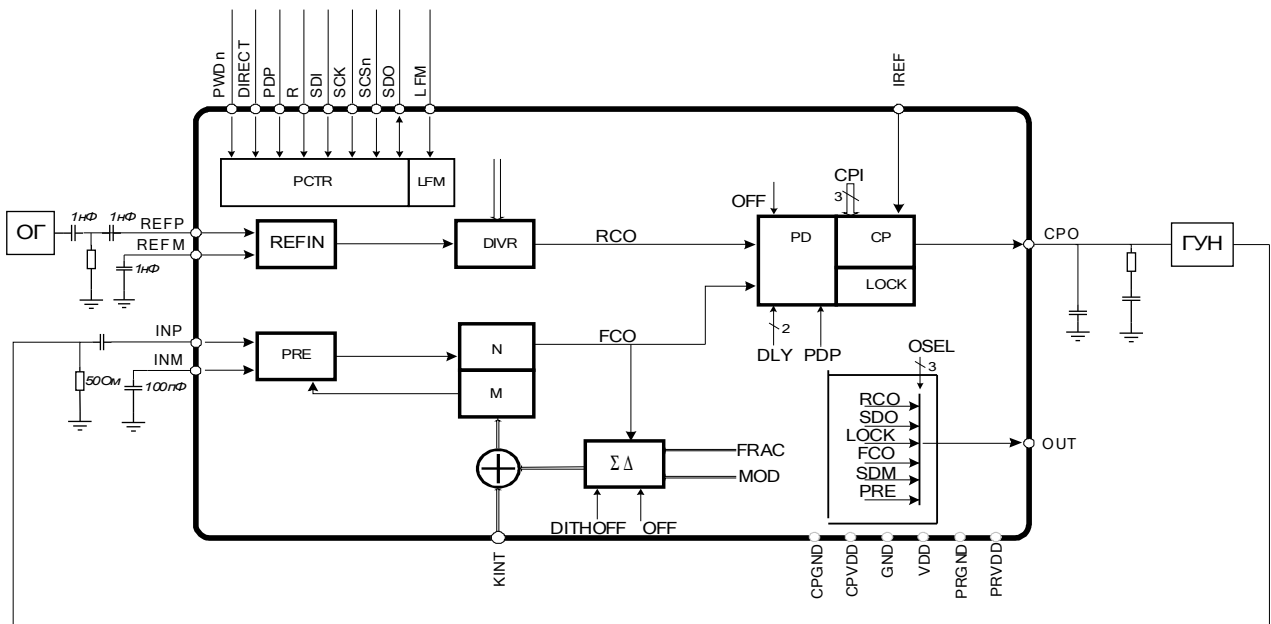 PWDn
DIRECT
PDP
R
SDI
SCK
SCSn
SDO
LFM
IREF
PCTR
LFM
ОГ
1нФ
1нФ
REFP
REFM
1нФ
REFIN
DIVR
RCO
OFF
CPI
3
PD
CP
LOCK
CPO
ГУН
INP
INM
50Ом
100пФ
PRE
N
M
FCO
2
DLY
PDP
OSEL
3
RCO
SDO
LOCK
FCO
SDM
PRE
OUT
ΣΔ
FRAC
MOD
DITHOFF
OFF
KINT
CPGND
CPVDD
GND
VDD
PRGND
PRVDD